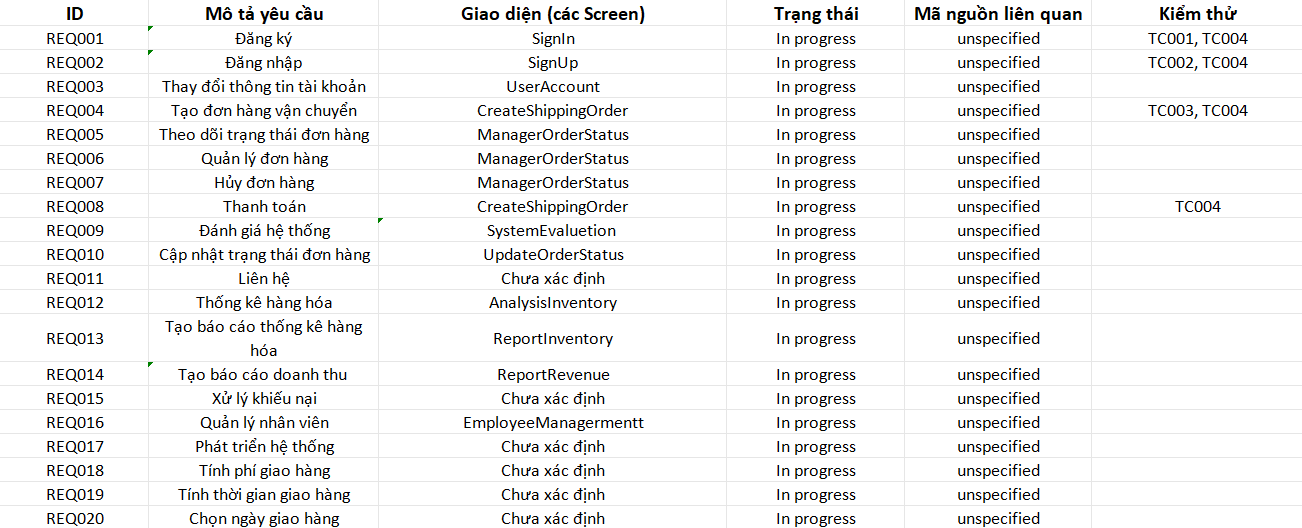 ID Mô tả yêu cầu Giao diện (các Screen) Trạng thái Mã nguồn liên quan Kiểm thử
REQ001 Đăng ký SignIn In progress unspecified TC001, TC004
REQ002 Đăng nhập SignUp In progress unspecified TC002, TC004
REQ003 Thay đổi thông tin tài khoản UserAccount In progress unspecified
REQ004 Tạo đơn hàng vận chuyển CreateShippingOrder In progress unspecified TC003, TC004
REQ005 Theo dõi trạng thái đơn hàng ManagerOrderStatus In progress unspecified
REQ006 Quản lý đơn hàng ManagerOrderStatus In progress unspecified
REQ007 Hủy đơn hàng ManagerOrderStatus In progress unspecified
REQ008 Thanh toán CreateShippingOrder In progress unspecified TC004
REQ009 Đánh giá hệ thống SystemEvaluetion In progress unspecified
REQ010 Cập nhật trạng thái đơn hàng UpdateOrderStatus In progress unspecified
REQ011 Liên hệ Chưa xác định In progress unspecified
REQ012 Thống kê hàng hóa AnalysisInventory In progress unspecified
REQ013 Tạo báo cáo thống kê hàng
hóa ReportInventory In progress unspecified
REQ014 Tạo báo cáo doanh thu ReportRevenue In progress unspecified
REQ015 Xử lý khiếu nại Chưa xác định In progress unspecified
REQ016 Quản lý nhân viên EmployeeManagermentt In progress unspecified
REQ017 Phát triển hệ thống Chưa xác định In progress unspecified
REQ018 Tính phí giao hàng Chưa xác định In progress unspecified
REQ019 Tính thời gian giao hàng Chưa xác định In progress unspecified
REQ020 Chọn ngày giao hàng Chưa xác định In progress unspecified